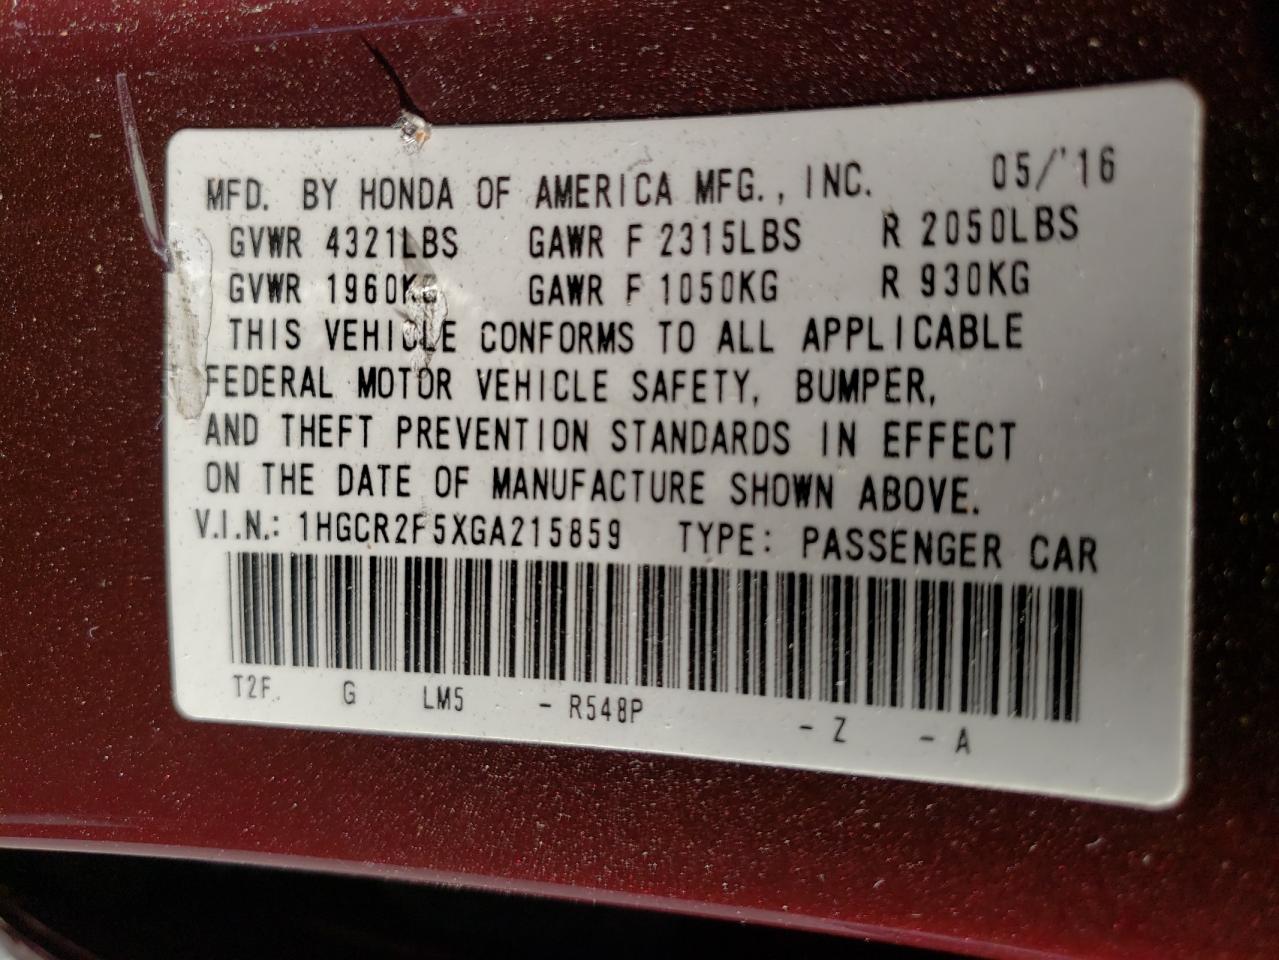 MFD. BY HONDA OF AMERICA MFG., INC. 05/'16
GVWR 4321LBS GAWR F 2315LBS R 2050LBS
GVWR 1960KG GAWR F 1050KG R 930KG
THIS VEHICLE CONFORMS TO ALL APPLICABLE
FEDERAL MOTOR VEHICLE SAFETY, BUMPER,
AND THEFT PREVENTION STANDARDS IN EFFECT
ON THE DATE OF MANUFACTURE SHOWN ABOVE.
V.I.N.: 1HGCR2F5XGA215859 TYPE: PASSENGER CAR
T2F G LM5 - R548P - Z - A